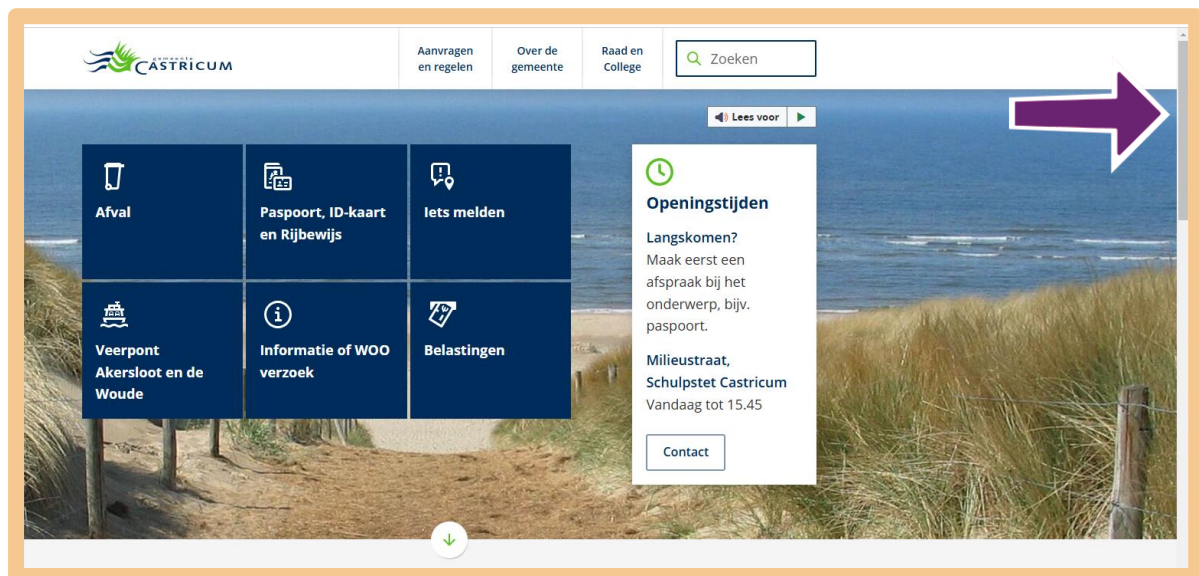 gemeente
CASTRICUM
Aanvragen
en regelen
Over de
gemeente
Raad en
College
Zoeken
Lees voor
Afval
Paspoort, ID-kaart
en Rijbewijs
Iets melden
Veerpont
Akersloot en de
Woude
Informatie of WOO
verzoek
Belastingen
Openingstijden
Langskomen?
Maak eerst een
afspraak bij het
onderwerp, bijv.
paspoort.
Milieustraat,
Schulpstet Castricum
Vandaag tot 15.45
Contact